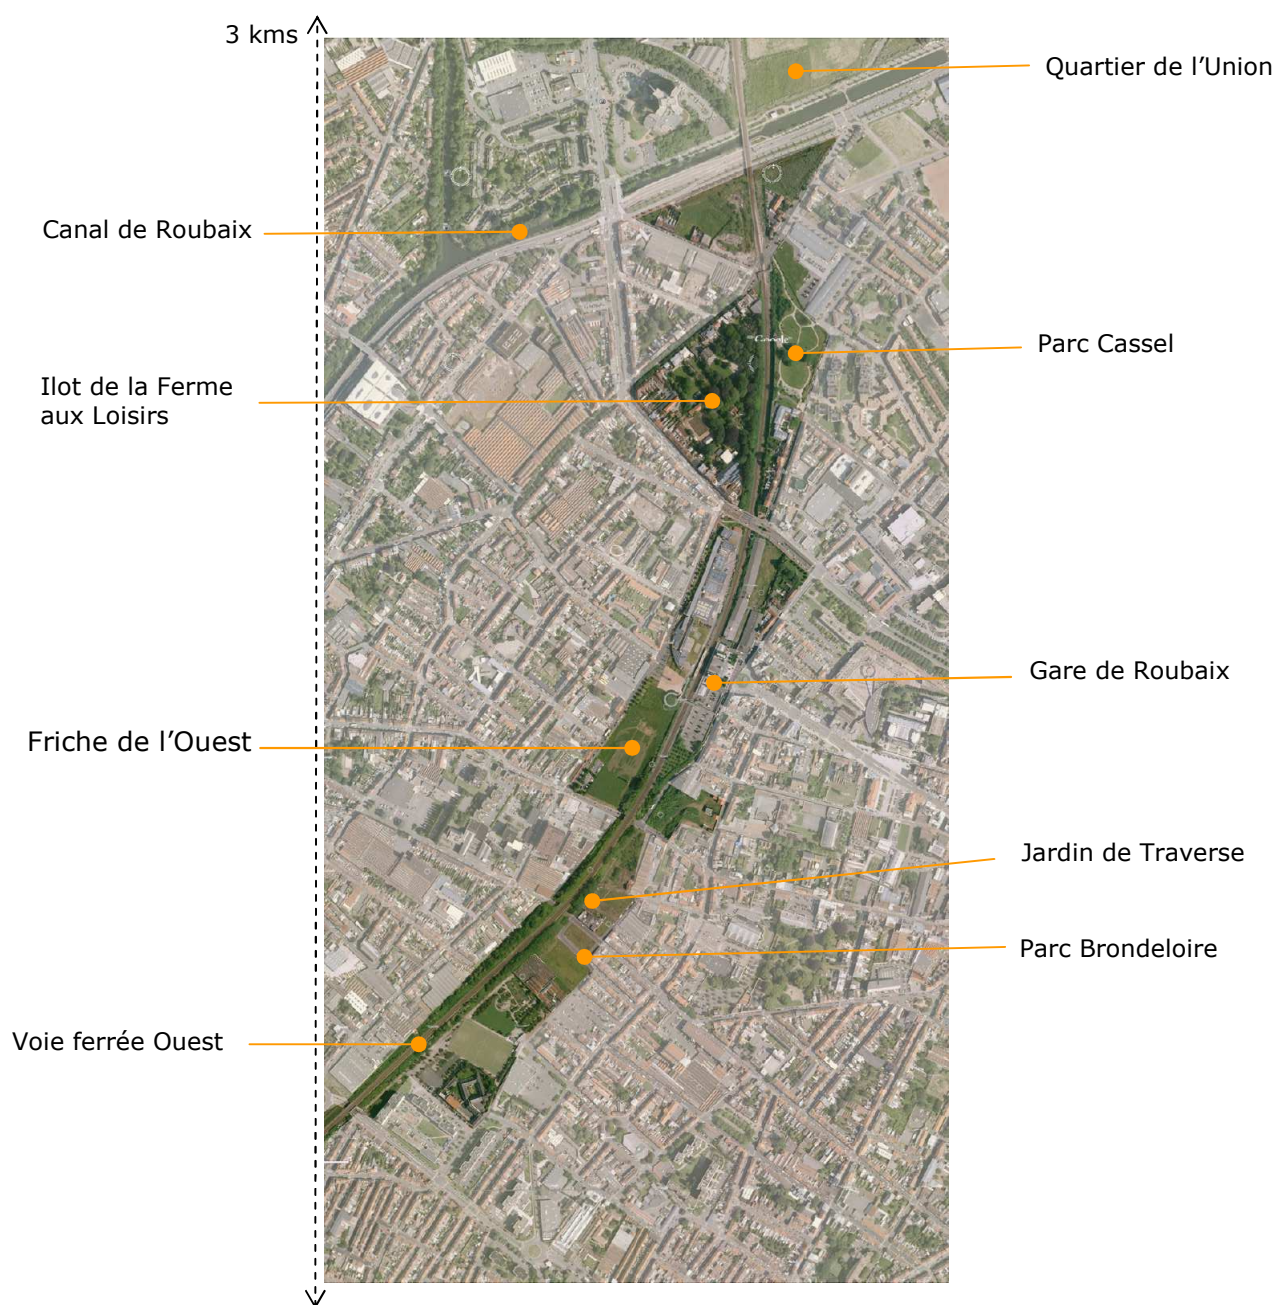 3 kms
Quartier de l’Union
Canal de Roubaix
Parc Cassel
Google
Ilot de la Ferme
aux Loisirs
Gare de Roubaix
Friche de l’Ouest
Jardin de Traverse
Parc Brondeloire
Voie ferrée Ouest